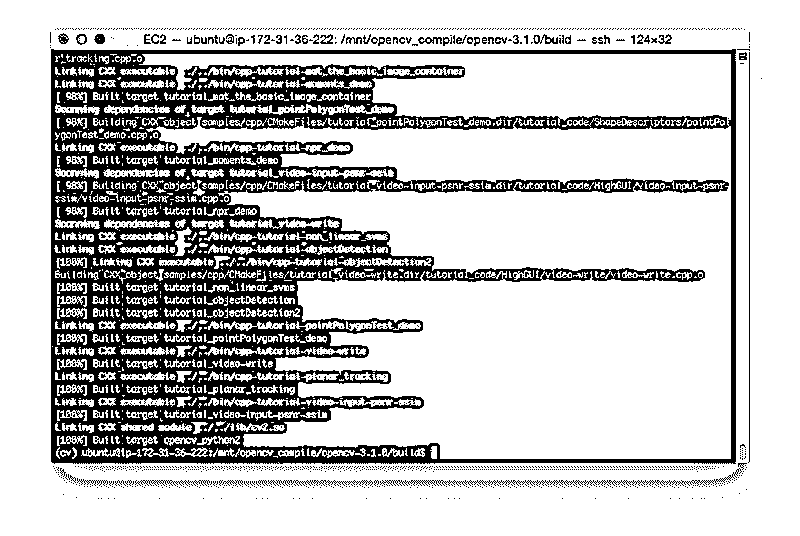 EC2 — ubuntu@ip-172-31-36-222: /mnt/opencv_compile/opencv-3.1.0/build — ssh — 124×32
r_tracking.cpp.o
Linking CXX executable ../../bin/cpp-tutorial-mat_the_basic_image_container
Linking CXX executable ../../bin/cpp-tutorial-moments_demo
[ 98%] Built target tutorial_mat_the_basic_image_container
Scanning dependencies of target tutorial_pointPolygonTest_demo
[ 98%] Building CXX object samples/cpp/CMakeFiles/tutorial_pointPolygonTest_demo.dir/tutorial_code/ShapeDescriptors/pointPol
ygonTest_demo.cpp.o
Linking CXX executable ../../bin/cpp-tutorial-npr_demo
[ 98%] Built target tutorial_moments_demo
Scanning dependencies of target tutorial_video-input-psnr-ssim
[ 98%] Building CXX object samples/cpp/CMakeFiles/tutorial_video-input-psnr-ssim.dir/tutorial_code/HighGUI/video-input-psnr-
ssim/video-input-psnr-ssim.cpp.o
[ 98%] Built target tutorial_npr_demo
Scanning dependencies of target tutorial_video-write
Linking CXX executable ../../bin/cpp-tutorial-non_linear_svms
Linking CXX executable ../../bin/cpp-tutorial-objectDetection
[100%] Linking CXX executable ../../bin/cpp-tutorial-objectDetection2
Building CXX object samples/cpp/CMakeFiles/tutorial_video-write.dir/tutorial_code/HighGUI/video-write/video-write.cpp.o
[100%] Built target tutorial_non_linear_svms
[100%] Built target tutorial_objectDetection
[100%] Built target tutorial_objectDetection2
Linking CXX executable ../../bin/cpp-tutorial-pointPolygonTest_demo
[100%] Built target tutorial_pointPolygonTest_demo
Linking CXX executable ../../bin/cpp-tutorial-video-write
[100%] Built target tutorial_video-write
Linking CXX executable ../../bin/cpp-tutorial-planar_tracking
[100%] Built target tutorial_planar_tracking
Linking CXX executable ../../bin/cpp-tutorial-video-input-psnr-ssim
[100%] Built target tutorial_video-input-psnr-ssim
Linking CXX shared module ../../lib/cv2.so
[100%] Built target opencv_python2
(cv) ubuntu@ip-172-31-36-222:/mnt/opencv_compile/opencv-3.1.0/build$